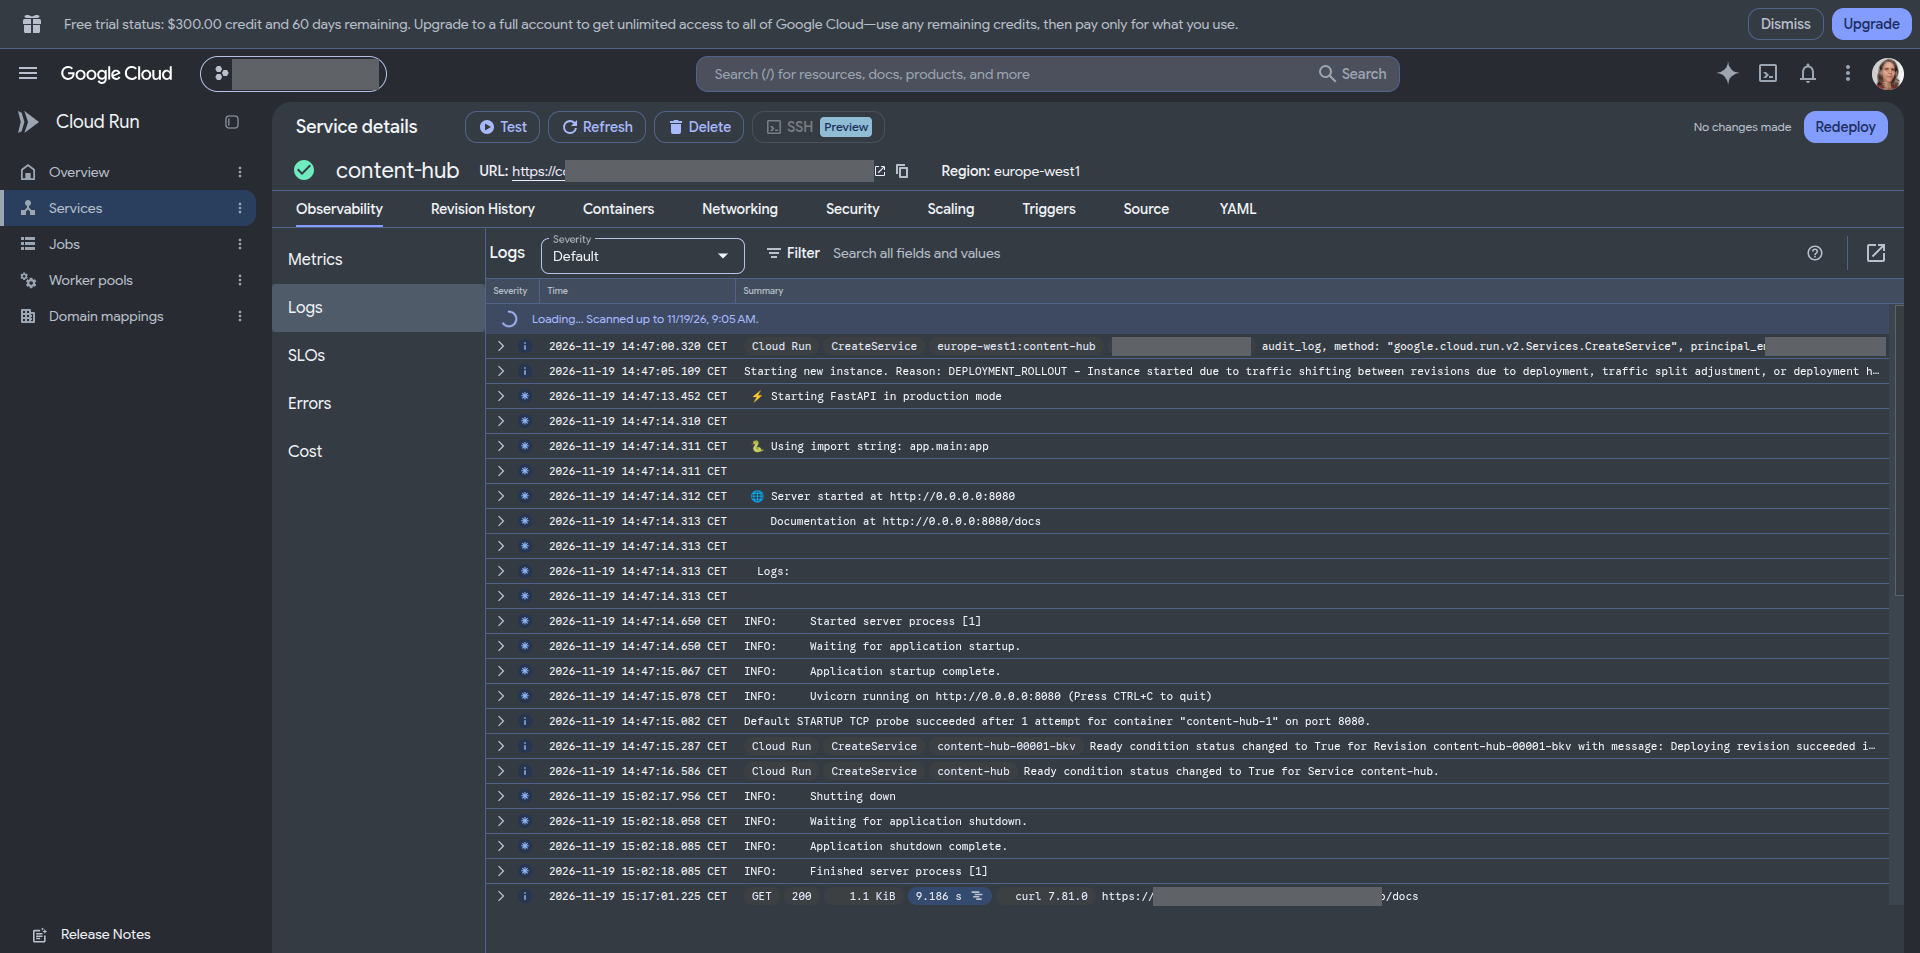 Free trial status: $300.00 credit and 60 days remaining. Upgrade to a full account to get unlimited access to all of Google Cloud—use any remaining credits, then pay only for what you use.
Dismiss
Upgrade
Google Cloud
Search (/) for resources, docs, products, and more
Search
Cloud Run
Overview
Services
Jobs
Worker pools
Domain mappings
Release Notes
Service details
Test
Refresh
Delete
SSH Preview
No changes made
Redeploy
content-hub
URL: https://co
Region: europe-west1
Observability
Revision History
Containers
Networking
Security
Scaling
Triggers
Source
YAML
Metrics
Logs
SLOs
Errors
Cost
Logs
Severity
Default
Filter
Search all fields and values
Severity Time Summary
Loading... Scanned up to 11/19/26, 9:05 AM.
2026-11-19 14:47:00.320 CET Cloud Run CreateService europe-west1:content-hub audit_log, method: "google.cloud.run.v2.Services.CreateService", principal_e
2026-11-19 14:47:05.109 CET Starting new instance. Reason: DEPLOYMENT_ROLLOUT – Instance started due to traffic shifting between revisions due to deployment, traffic split adjustment, or deployment h…
2026-11-19 14:47:13.452 CET ⚡ Starting FastAPI in production mode
2026-11-19 14:47:14.310 CET
2026-11-19 14:47:14.311 CET 🐍 Using import string: app.main:app
2026-11-19 14:47:14.311 CET
2026-11-19 14:47:14.312 CET 🌐 Server started at http://0.0.0.0:8080
2026-11-19 14:47:14.313 CET Documentation at http://0.0.0.0:8080/docs
2026-11-19 14:47:14.313 CET
2026-11-19 14:47:14.313 CET Logs:
2026-11-19 14:47:14.313 CET
2026-11-19 14:47:14.650 CET INFO: Started server process [1]
2026-11-19 14:47:14.650 CET INFO: Waiting for application startup.
2026-11-19 14:47:15.067 CET INFO: Application startup complete.
2026-11-19 14:47:15.078 CET INFO: Uvicorn running on http://0.0.0.0:8080 (Press CTRL+C to quit)
2026-11-19 14:47:15.082 CET Default STARTUP TCP probe succeeded after 1 attempt for container "content-hub-1" on port 8080.
2026-11-19 14:47:15.287 CET Cloud Run CreateService content-hub-00001-bkv Ready condition status changed to True for Revision content-hub-00001-bkv with message: Deploying revision succeeded i…
2026-11-19 14:47:16.586 CET Cloud Run CreateService content-hub Ready condition status changed to True for Service content-hub.
2026-11-19 15:02:17.956 CET INFO: Shutting down
2026-11-19 15:02:18.058 CET INFO: Waiting for application shutdown.
2026-11-19 15:02:18.085 CET INFO: Application shutdown complete.
2026-11-19 15:02:18.085 CET INFO: Finished server process [1]
2026-11-19 15:17:01.225 CET GET 200 1.1 KiB 9.186 s curl 7.81.0 https:// /docs